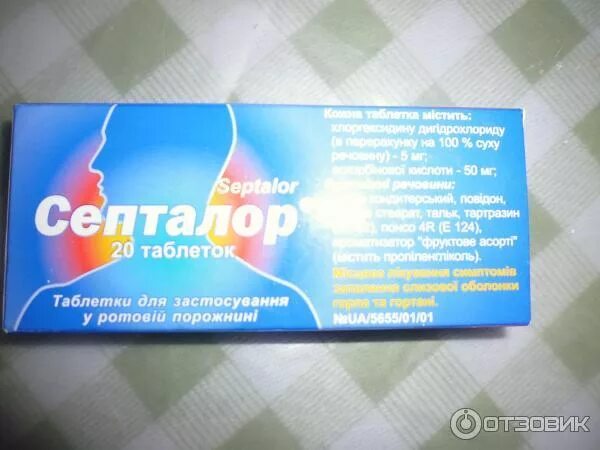 Septalor
Септалор
20 таблеток
Таблетки для застосування
у ротовій порожнині
Кожна таблетка містить:
хлоргексидину дигідрохлориду
(в перерахунку на 100 % суху
речовину) - 5 мг;
аскорбінової кислоти - 50 мг;
речовини:
кондитерський, повідон,
стеарат, тальк, тартразин
понсо 4R (Е 124),
ароматизатор "фруктове асорті"
(містить пропіленгліколь).
Місцеве лікування симптомів
запалення слизової оболонки
горла та гортані.
№UA/5655/01/01
ОТЗОВИК